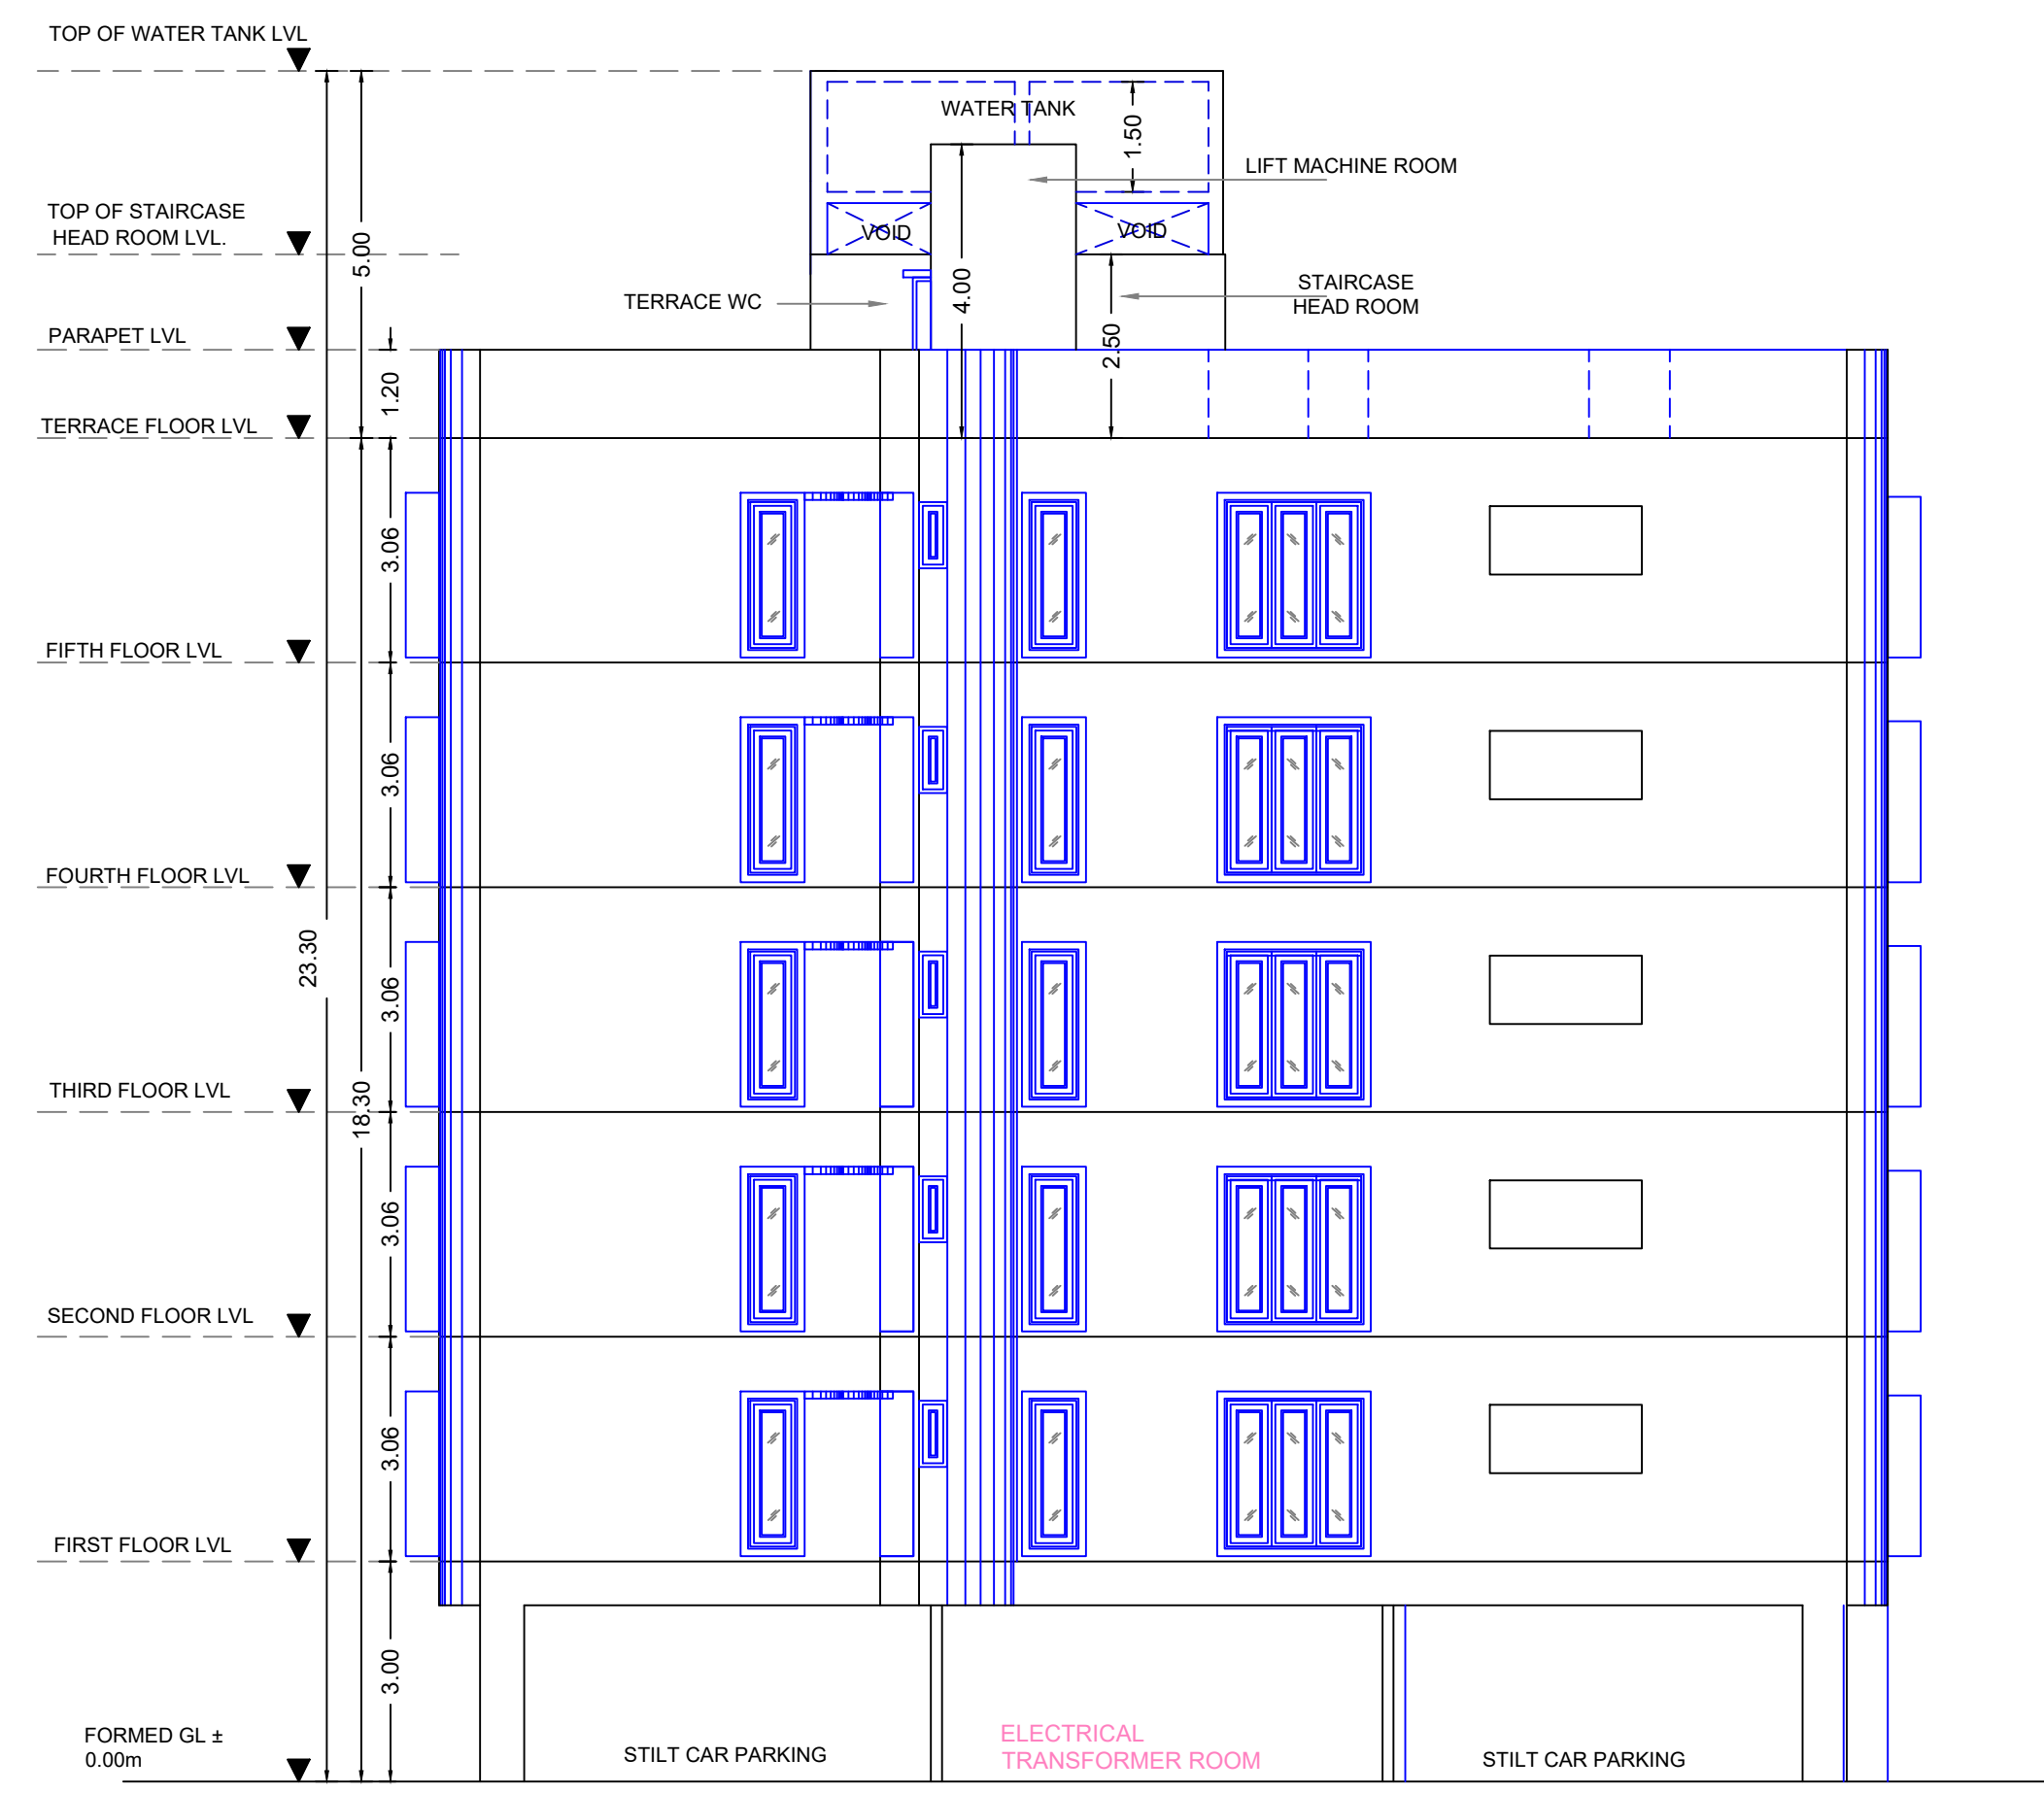 TOP OF WATER TANK LVL
WATER TANK
1.50
LIFT MACHINE ROOM
TOP OF STAIRCASE
HEAD ROOM LVL.
5.00
VOID
VOID
4.00
TERRACE WC
STAIRCASE
HEAD ROOM
PARAPET LVL
2.50
1.20
TERRACE FLOOR LVL
3.06
FIFTH FLOOR LVL
3.06
FOURTH FLOOR LVL
23.30
3.06
THIRD FLOOR LVL
18.30
3.06
SECOND FLOOR LVL
3.06
FIRST FLOOR LVL
3.00
FORMED GL ±
0.00m
STILT CAR PARKING
ELECTRICAL
TRANSFORMER ROOM
STILT CAR PARKING